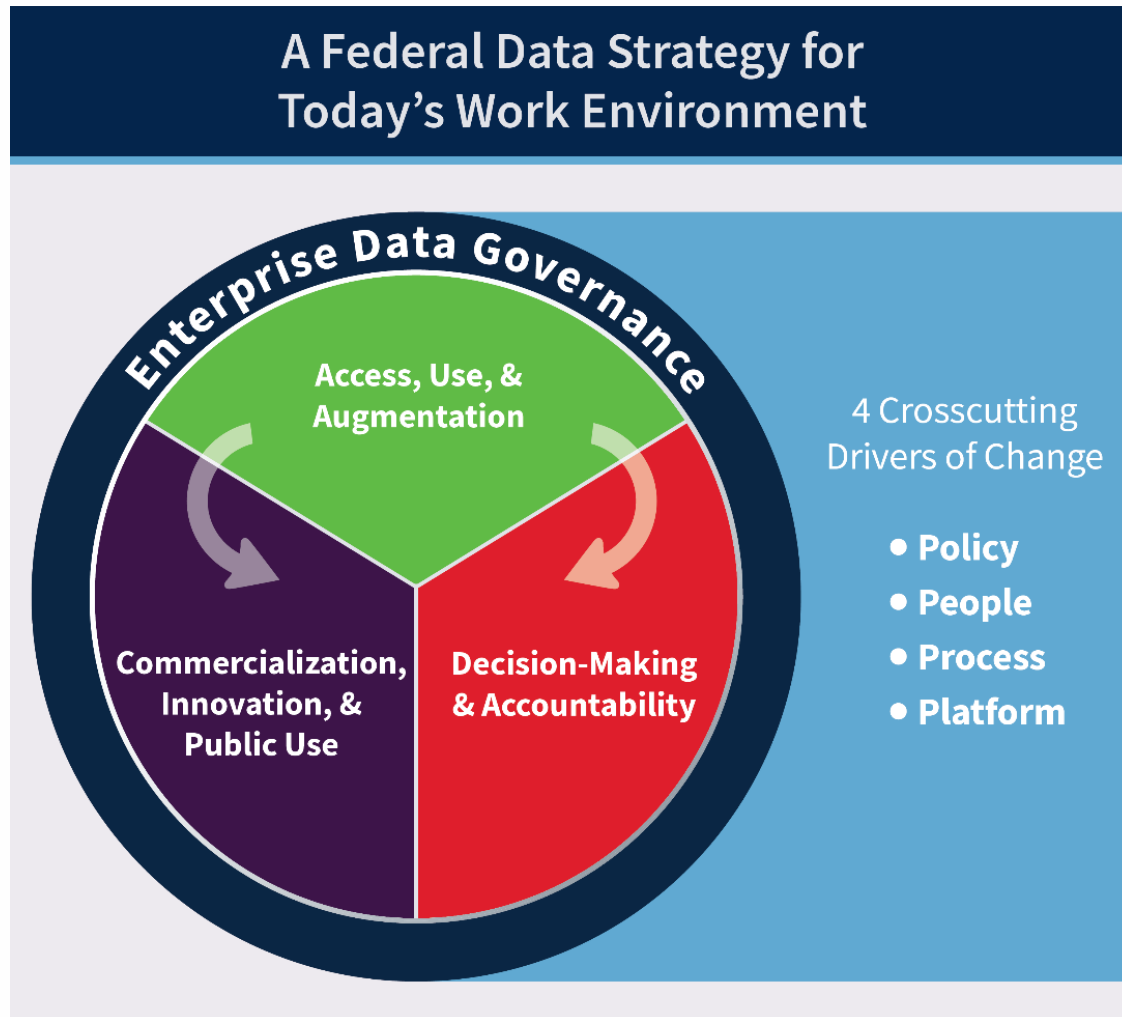 A Federal Data Strategy for
Today’s Work Environment
Enterprise Data Governance
Access, Use, &
Augmentation
Commercialization,
Innovation, &
Public Use
Decision-Making
& Accountability
4 Crosscutting
Drivers of Change
• Policy
• People
• Process
• Platform